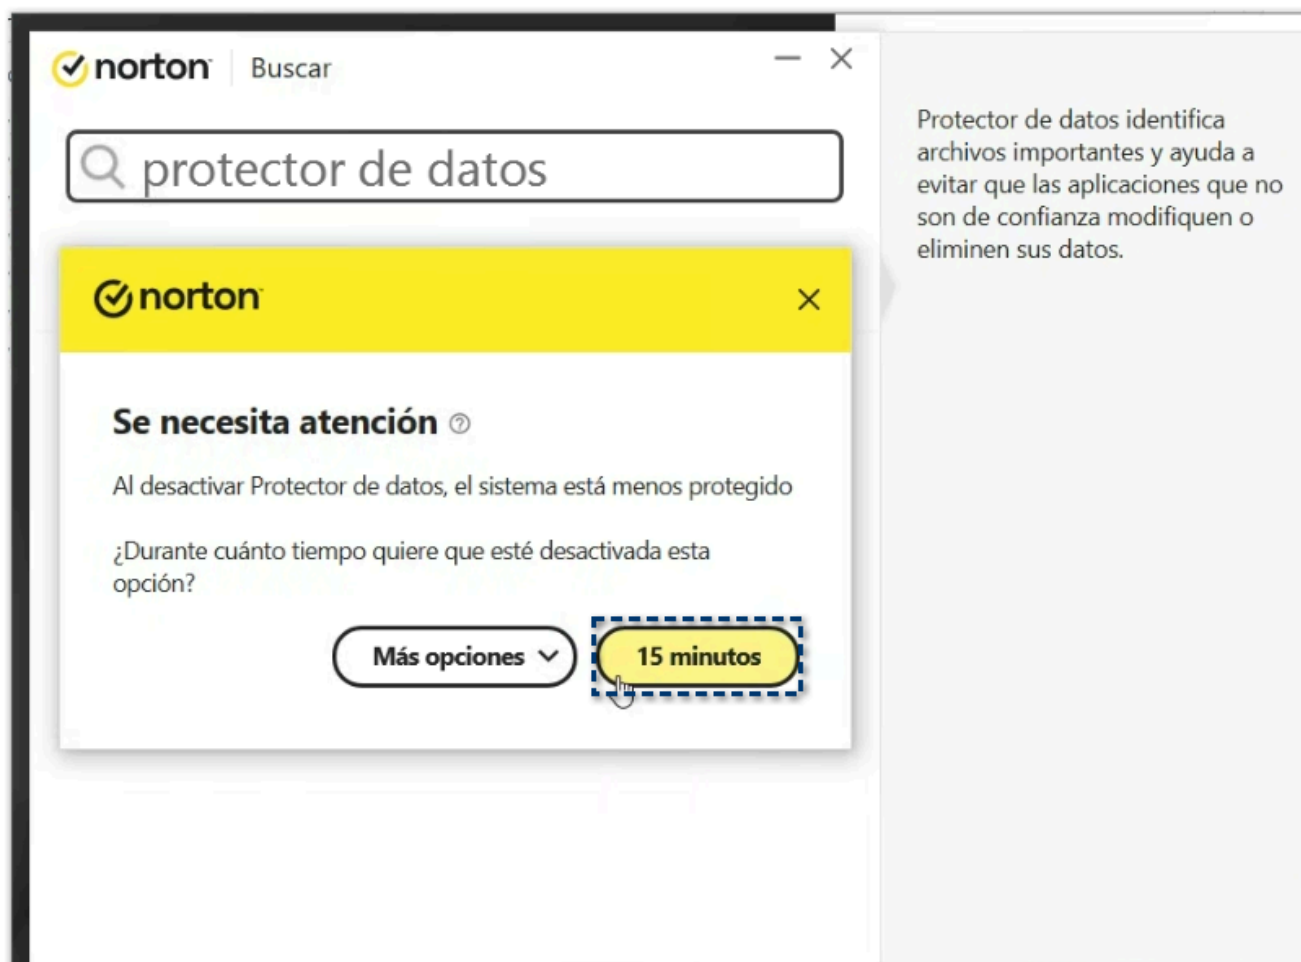 norton
Buscar
protector de datos
Protector de datos identifica
archivos importantes y ayuda a
evitar que las aplicaciones que no
son de confianza modifiquen o
eliminen sus datos.
norton
Se necesita atención
Al desactivar Protector de datos, el sistema está menos protegido
¿Durante cuánto tiempo quiere que esté desactivada esta
opción?
Más opciones
15 minutos